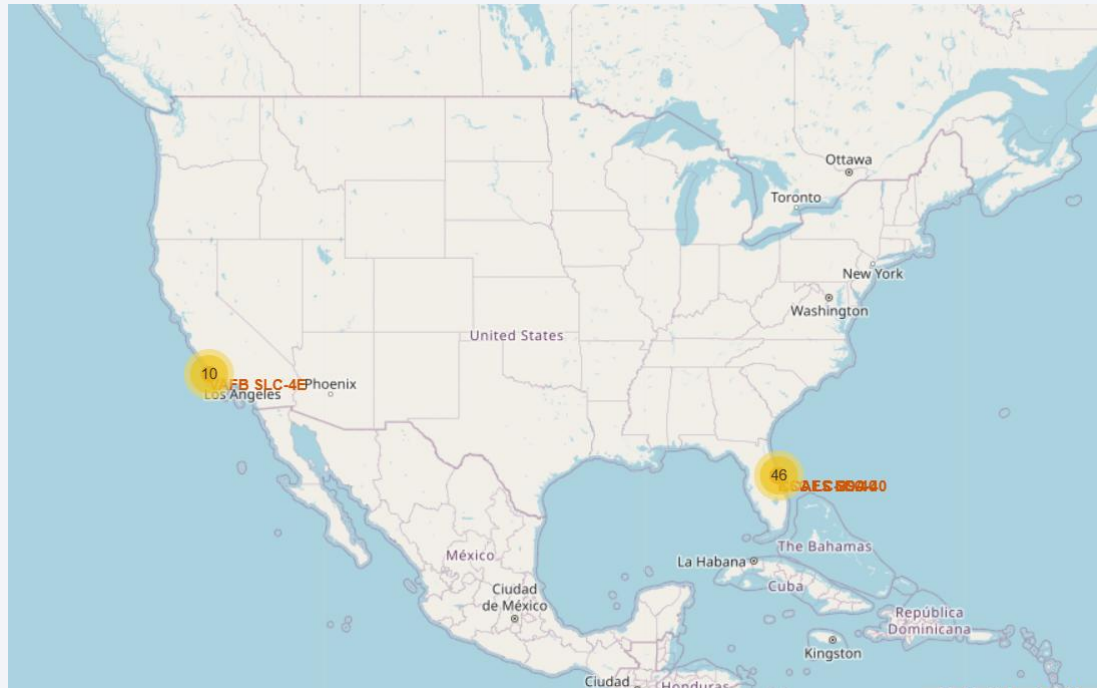 Ottawa
Toronto
New York
Washington
United States
10
VAFB SLC-4E
Phoenix
Los Angeles
46
México
La Habana
The Bahamas
Cuba
Ciudad
de México
República
Dominicana
Kingston
Ciudad
Honduras